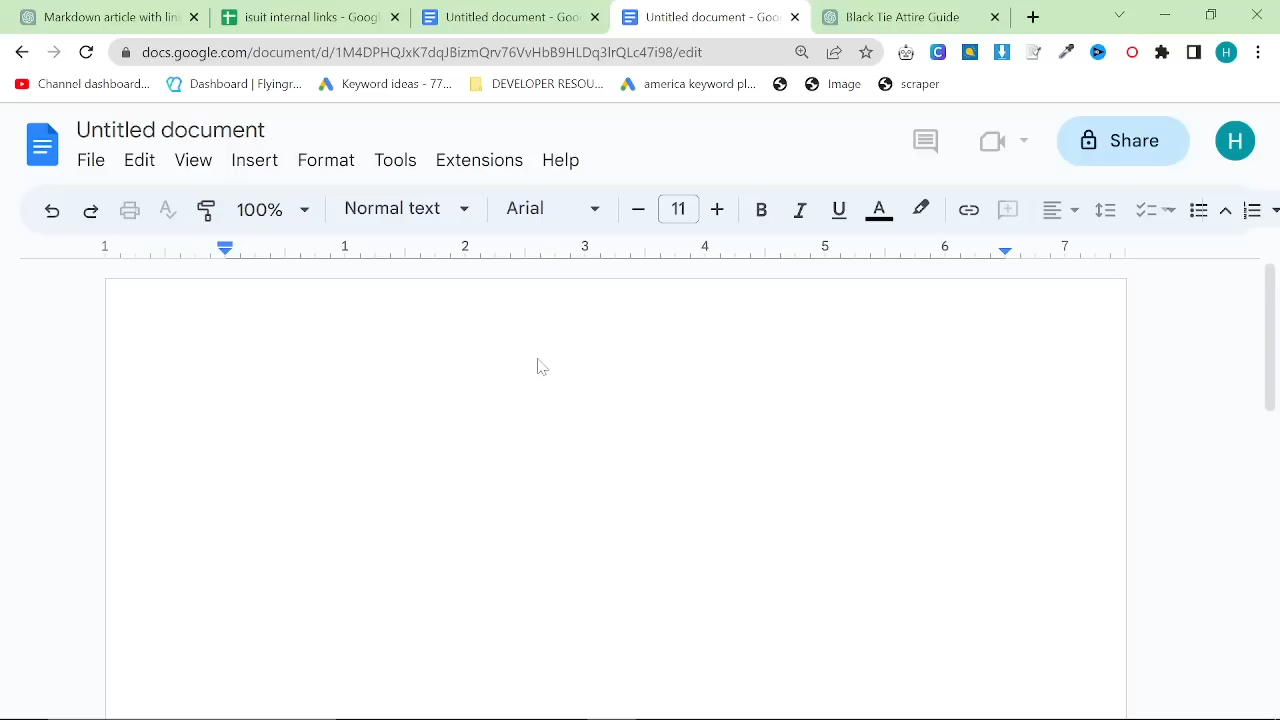 Markdown article with lin
isuit internal links - Google
Untitled document - Goo
Untitled document - Goo
Black Tie Attire Guide
docs.google.com/document/d/1M4DPHQJxK7dqJBizmQrv76VvHbB9HLDq3lrQLc47i98/edit
H
Channel dashboard...
Dashboard | Flyingr...
Keyword ideas - 77...
DEVELOPER RESOU...
america keyword pl...
Image
scraper
Untitled document
File Edit View Insert Format Tools Extensions Help
Share
H
100%
Normal text
Arial
11
B I U A
1 1 2 3 4 5 6 7